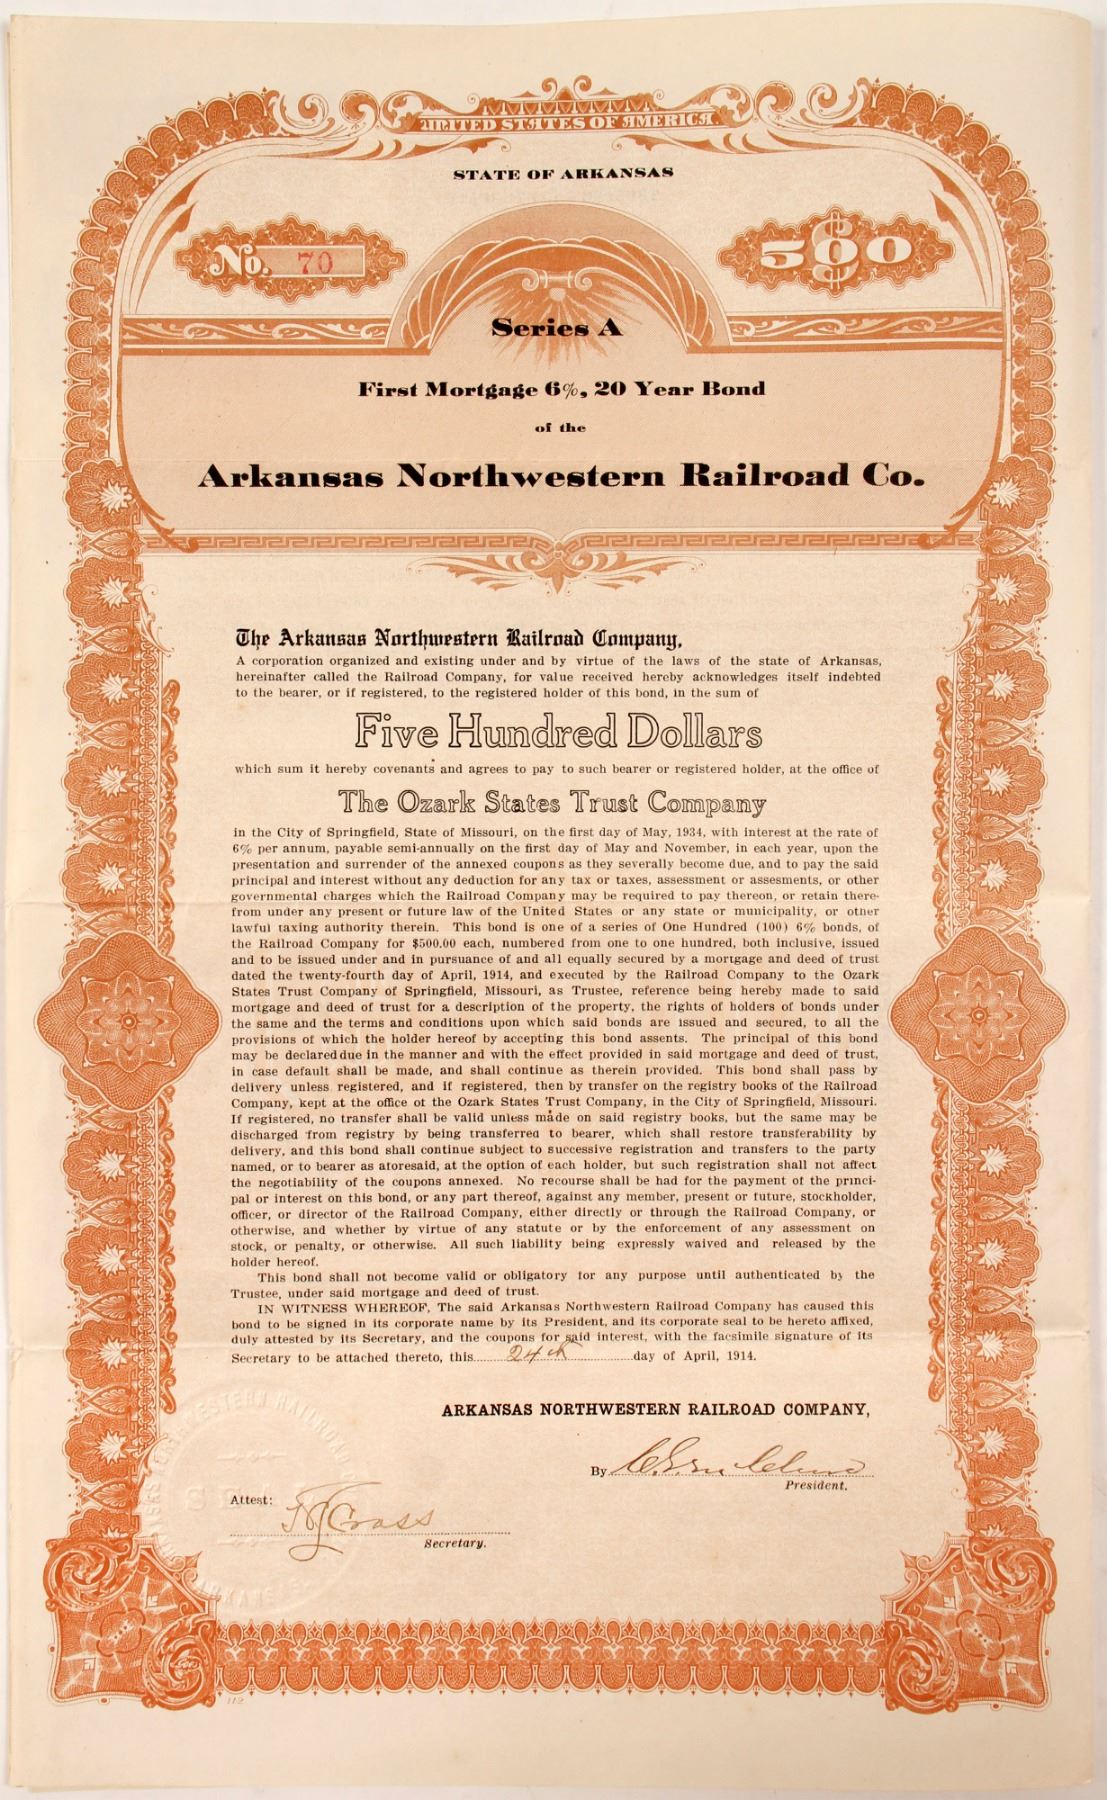 UNITED STATES OF AMERICA
STATE OF ARKANSAS
No. 70
$500
Series A
First Mortgage 6%, 20 Year Bond
of the
Arkansas Northwestern Railroad Co.
The Arkansas Northwestern Railroad Company,
A corporation organized and existing under and by virtue of the laws of the state of Arkansas,
hereinafter called the Railroad Company, for value received hereby acknowledges itself indebted
to the bearer, or if registered, to the registered holder of this bond, in the sum of
Five Hundred Dollars
which sum it hereby covenants and agrees to pay to such bearer or registered holder, at the office of
The Ozark States Trust Company
in the City of Springfield, State of Missouri, on the first day of May, 1934, with interest at the rate of
6% per annum, payable semi-annually on the first day of May and November, in each year, upon the
presentation and surrender of the annexed coupons as they severally become due, and to pay the said
principal and interest without any deduction for any tax or taxes, assessment or assesments, or other
governmental charges which the Railroad Company may be required to pay thereon, or retain there-
from under any present or future law of the United States or any state or municipality, or other
lawful taxing authority therein. This bond is one of a series of One Hundred (100) 6% bonds, of
the Railroad Company for $500.00 each, numbered from one to one hundred, both inclusive, issued
and to be issued under and in pursuance of and all equally secured by a mortgage and deed of trust
dated the twenty-fourth day of April, 1914, and executed by the Railroad Company to the Ozark
States Trust Company of Springfield, Missouri, as Trustee, reference being hereby made to said
mortgage and deed of trust for a description of the property, the rights of holders of bonds under
the same and the terms and conditions upon which said bonds are issued and secured, to all the
provisions of which the holder hereof by accepting this bond assents. The principal of this bond
may be declared due in the manner and with the effect provided in said mortgage and deed of trust,
in case default shall be made, and shall continue as therein provided. This bond shall pass by
delivery unless registered, and if registered, then by transfer on the registry books of the Railroad
Company, kept at the office of the Ozark States Trust Company, in the City of Springfield, Missouri.
If registered, no transfer shall be valid unless made on said registry books, but the same may be
discharged from registry by being transferred to bearer, which shall restore transferability by
delivery, and this bond shall continue subject to successive registration and transfers to the party
named, or to bearer as aforesaid, at the option of each holder, but such registration shall not affect
the negotiability of the coupons annexed. No recourse shall be had for the payment of the princi-
pal or interest on this bond, or any part thereof, against any member, present or future, stockholder,
officer, or director of the Railroad Company, either directly or through the Railroad Company, or
otherwise, and whether by virtue of any statute or by the enforcement of any assessment on
stock, or penalty, or otherwise. All such liability being expressly waived and released by the
holder hereof.
This bond shall not become valid or obligatory for any purpose until authenticated by the
Trustee, under said mortgage and deed of trust.
IN WITNESS WHEREOF, The said Arkansas Northwestern Railroad Company has caused this
bond to be signed in its corporate name by its President, and its corporate seal to be hereto affixed,
duly attested by its Secretary, and the coupons for said interest, with the facsimile signature of its
Secretary to be attached thereto, this 24th day of April, 1914.
ARKANSAS NORTHWESTERN RAILROAD COMPANY,
By
President.
Attest: Cross
Secretary.
WESTERN RAILROAD
112